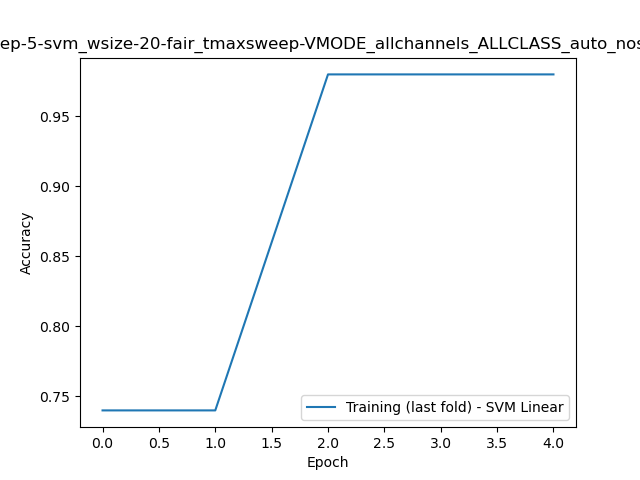 ep-5-svm_wsize-20-fair_tmaxsweep-VMODE_allchannels_ALLCLASS_auto_nos
0.95
0.90
0.85
0.80
0.75
Accuracy
Training (last fold) - SVM Linear
0.0 0.5 1.0 1.5 2.0 2.5 3.0 3.5 4.0
Epoch